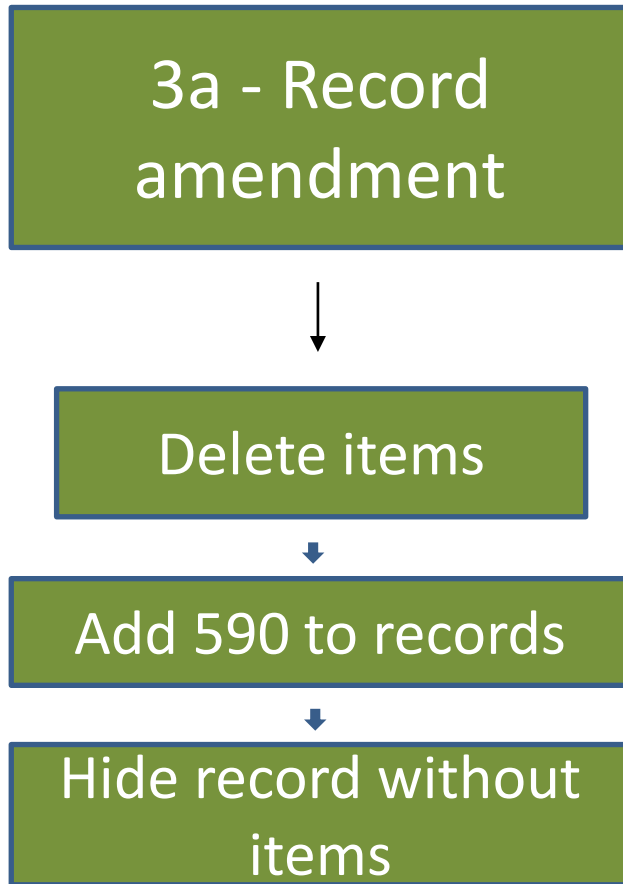 3a - Record
amendment
Delete items
Add 590 to records
Hide record without
items